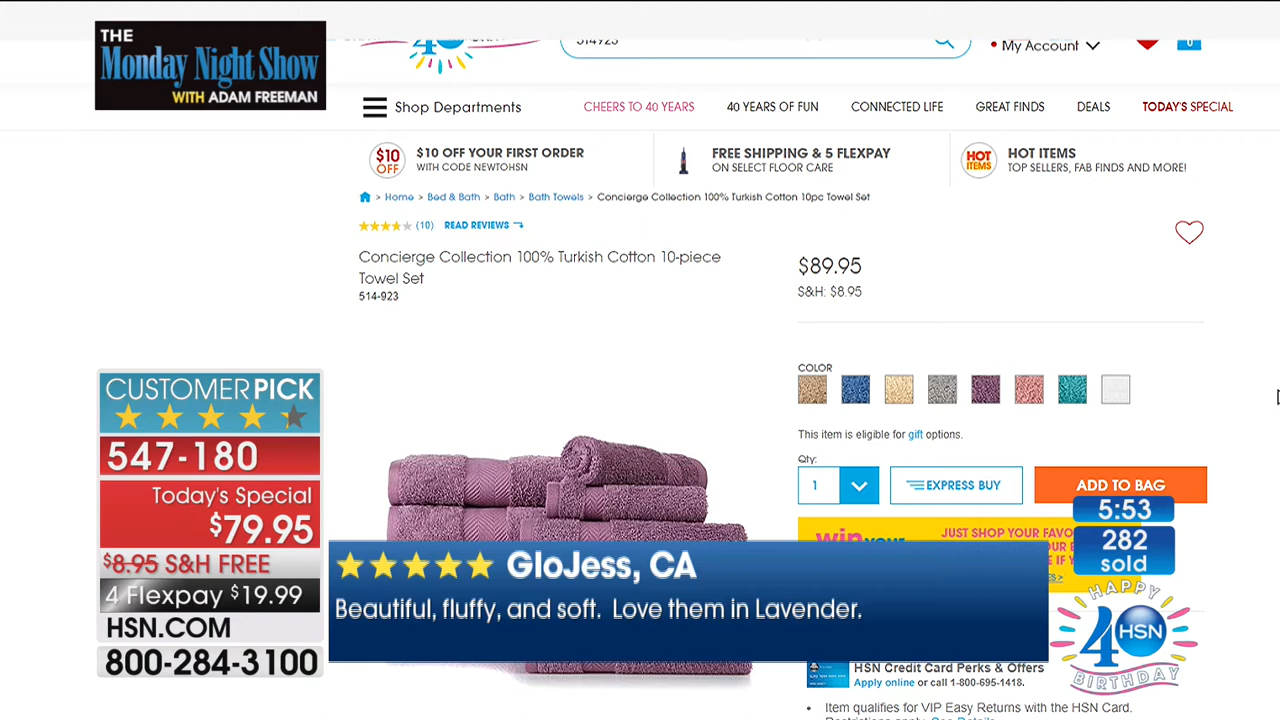 THE
Monday Night Show
WITH ADAM FREEMAN
40
514923
My Account
0
Shop Departments
CHEERS TO 40 YEARS
40 YEARS OF FUN
CONNECTED LIFE
GREAT FINDS
DEALS
TODAY'S SPECIAL
$10 OFF
$10 OFF YOUR FIRST ORDER
WITH CODE NEWTOHSN
FREE SHIPPING & 5 FLEXPAY
ON SELECT FLOOR CARE
HOT ITEMS
HOT ITEMS
TOP SELLERS, FAB FINDS AND MORE!
> Home > Bed & Bath > Bath > Bath Towels > Concierge Collection 100% Turkish Cotton 10pc Towel Set
(10) READ REVIEWS
Concierge Collection 100% Turkish Cotton 10-piece
Towel Set
514-923
$89.95
S&H: $8.95
COLOR
This item is eligible for gift options.
Qty:
1
EXPRESS BUY
ADD TO BAG
CUSTOMER PICK
547-180
Today's Special
$79.95
$8.95 S&H FREE
4 Flexpay $19.99
HSN.COM
800-284-3100
5:53
282
sold
win YOUR
JUST SHOP YOUR FAVO
GloJess, CA
Beautiful, fluffy, and soft. Love them in Lavender.
HAPPY
40 HSN
BIRTHDAY
HSN Credit Card Perks & Offers
Apply online or call 1-800-695-1418.
• Item qualifies for VIP Easy Returns with the HSN Card.